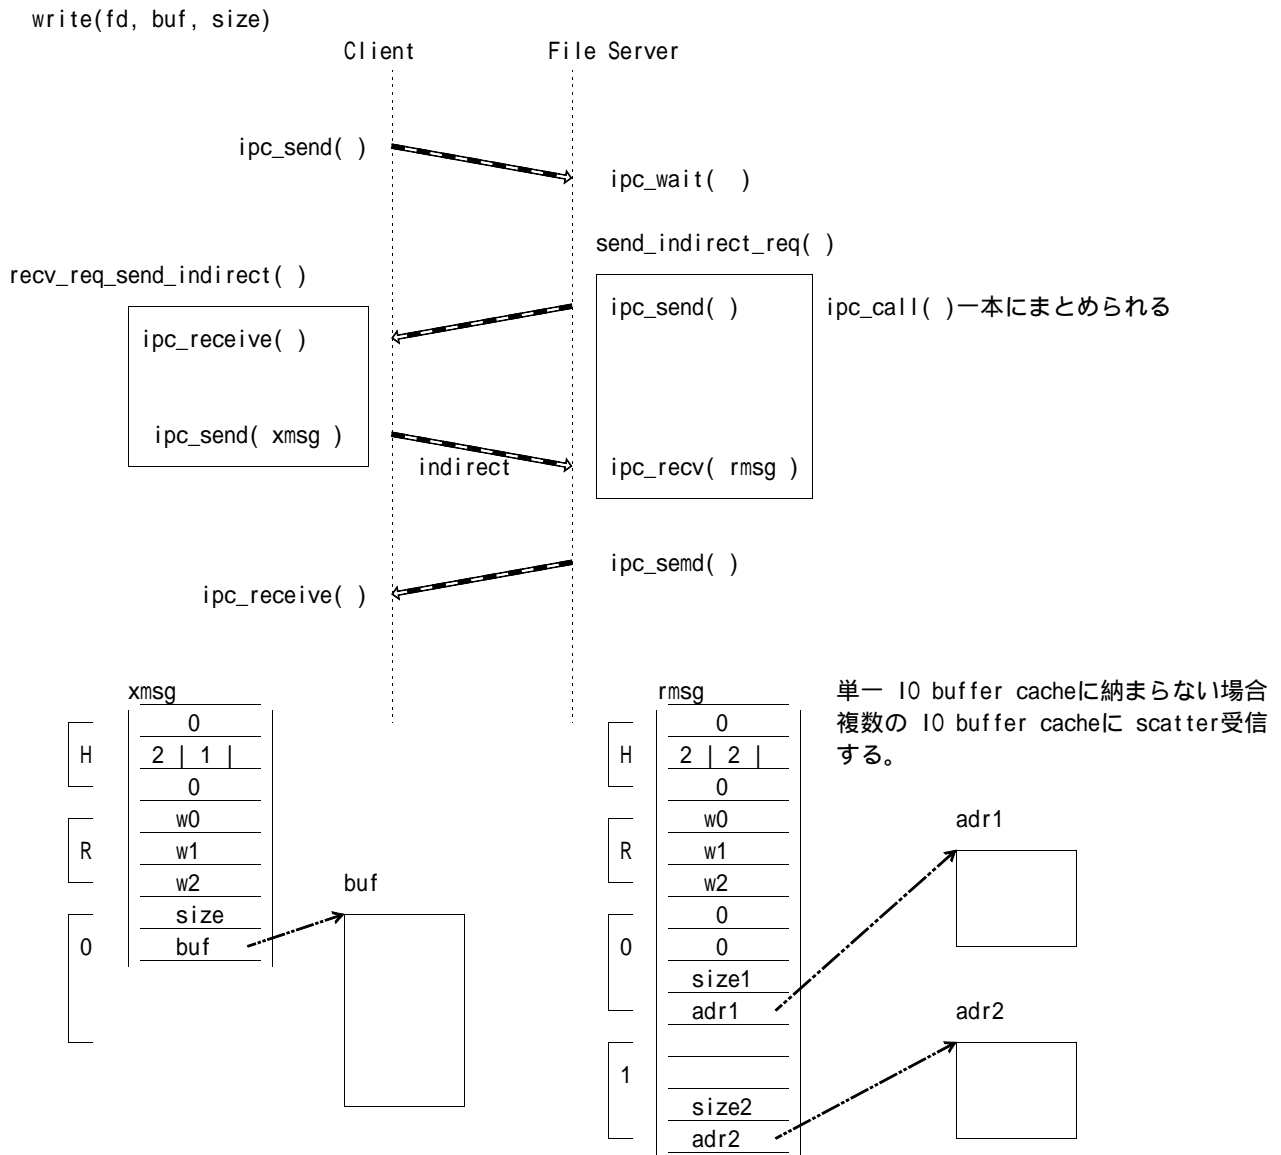 write(fd, buf, size)
Client
File Server
ipc_send( )
ipc_wait( )
send_indirect_req( )
recv_req_send_indirect( )
ipc_send( )
ipc_call( )一本にまとめられる
ipc_receive( )
ipc_send( xmsg )
indirect
ipc_recv( rmsg )
ipc_semd( )
ipc_receive( )
xmsg
H
0
2 | 1 |
0
R
w0
w1
w2
0
size
buf
buf
rmsg
H
0
2 | 2 |
0
R
w0
w1
w2
0
0
0
size1
adr1
1
size2
adr2
単一 IO buffer cacheに納まらない場合
複数の IO buffer cacheに scatter受信
する。
adr1
adr2